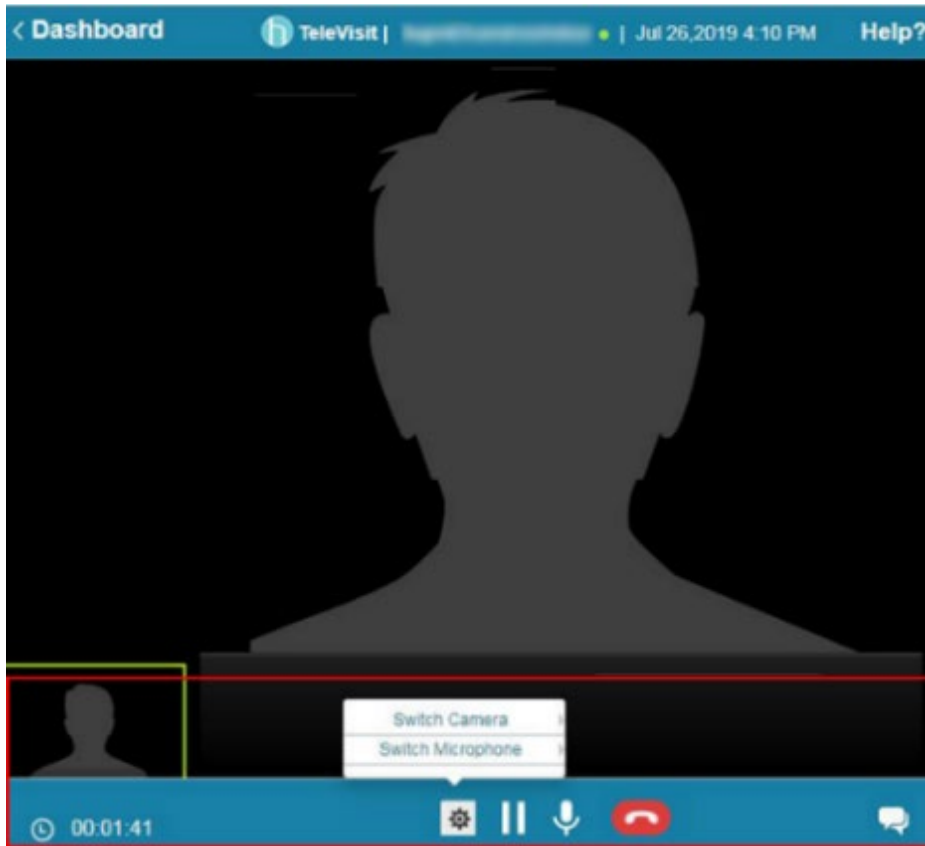 < Dashboard
h TeleVisit | | Jul 26,2019 4:10 PM
Help?
Switch Camera
Switch Microphone
00:01:41